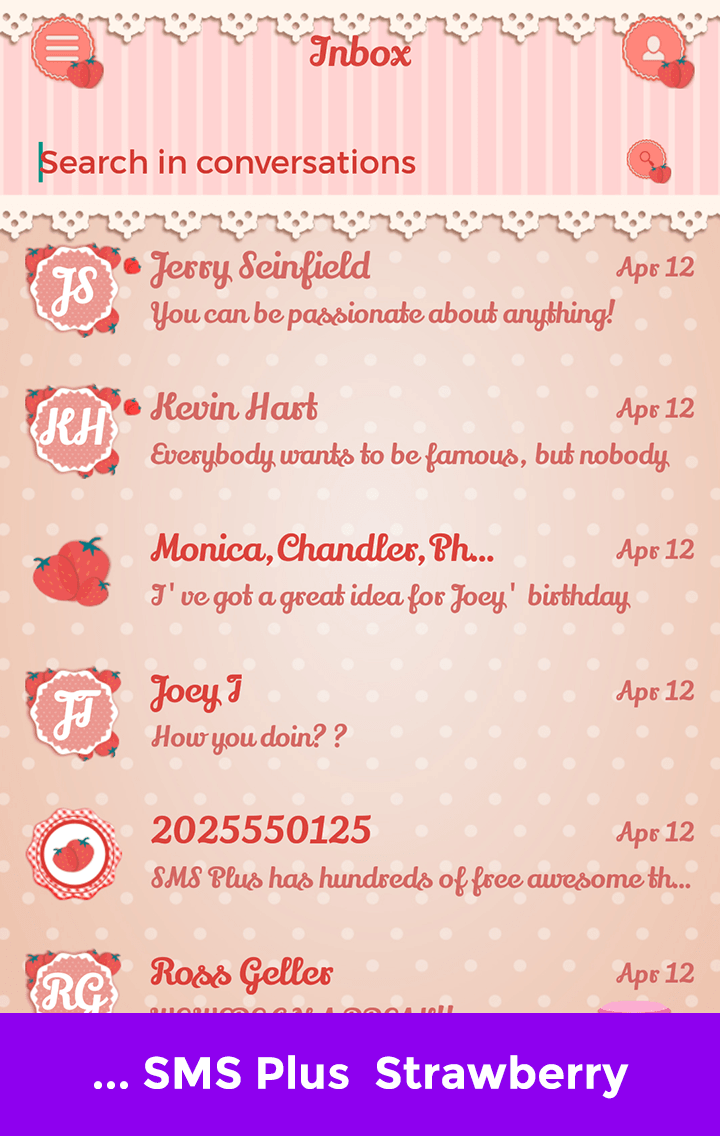 Inbox
Search in conversations
JS
Jerry Seinfield
Apr 12
You can be passionate about anything!
KH
Kevin Hart
Apr 12
Everybody wants to be famous, but nobody
Monica, Chandler, Ph...
Apr 12
I' ve got a great idea for Joey' birthday
JT
Joey T
Apr 12
How you doin? ?
2025550125
Apr 12
SMS Plus has hundreds of free awesome th...
RG
Ross Geller
Apr 12
... SMS Plus Strawberry